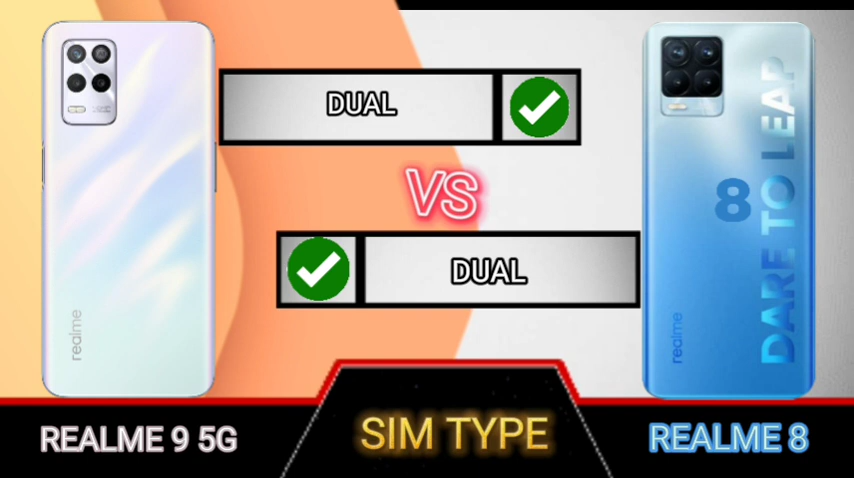 DUAL
VS
DUAL
realme
realme
8
DARE TO LEAP
REALME 9 5G
SIM TYPE
REALME 8